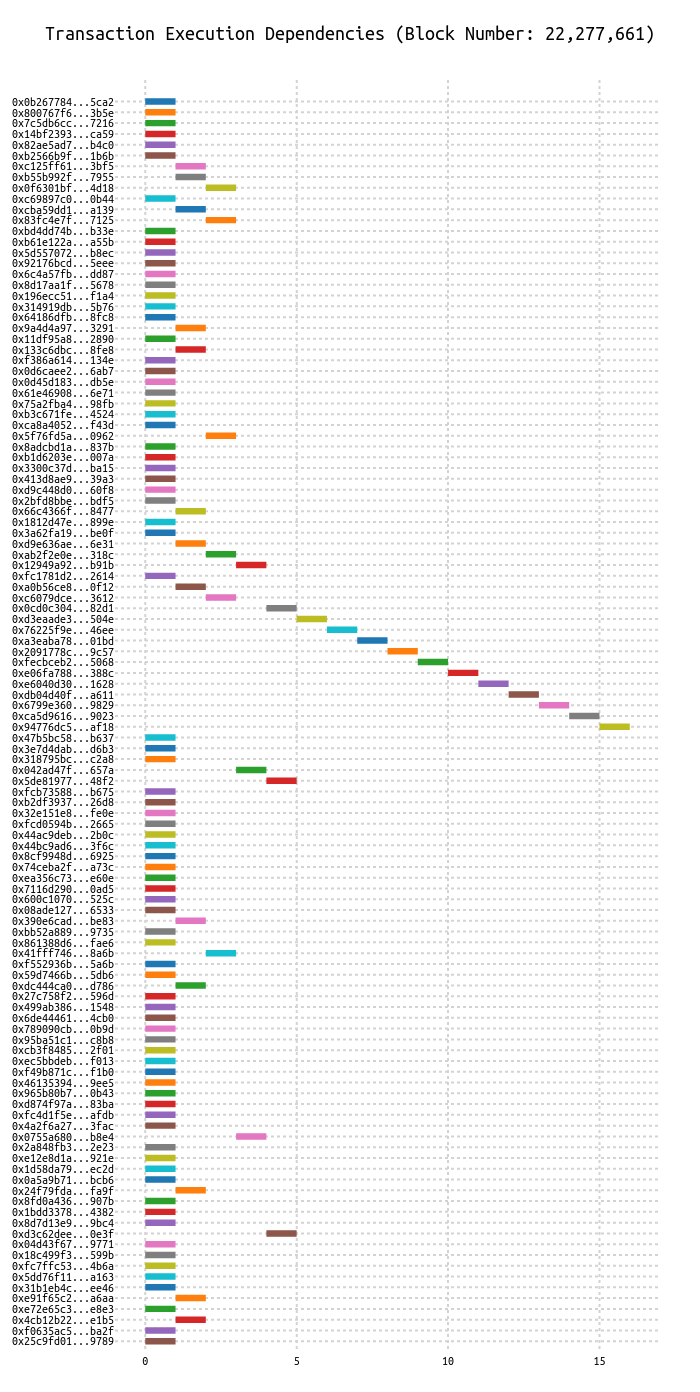 Transaction Execution Dependencies (Block Number: 22,277,661)
0x0b267784...5ca2
0x800767f6...3b5e
0x7c5db6cc...7216
0x14bf2393...ca59
0x82ae5ad7...b4c0
0xb2566b9f...1b6b
0xc125ff61...3bf5
0xb55b992f...7955
0x0f6301bf...4d18
0xc69897c0...0b44
0xcba59dd1...a139
0x83fc4e7f...7125
0xbd4dd74b...b33e
0xb61e122a...a55b
0x5d557072...b8ec
0x92176bcd...5eee
0x6c4a57fb...dd87
0x8d17aa1f...5678
0x196ecc51...f1a4
0x314919db...5b76
0x64186dfb...8fc8
0x9a4d4a97...3291
0x11df95a8...2890
0x133c6dbc...8fe8
0xf386a614...134e
0x0d6caee2...6ab7
0x0d45d183...db5e
0x61e46908...6e71
0x75a2fba4...98fb
0xb3c671fe...4524
0xca8a4052...f43d
0x5f76fd5a...0962
0x8adcbd1a...837b
0xb1d6203e...007a
0x3300c37d...ba15
0x413d8ae9...39a3
0xd9c448d0...60f8
0x2bfd8bbe...bdf5
0x66c4366f...8477
0x1812d47e...899e
0x3a62fa19...be0f
0xd9e636ae...6e31
0xab2f2e0e...318c
0x12949a92...b91b
0xfc1781d2...2614
0xa0b56ce8...0f12
0xc6079dce...3612
0x0cd0c304...82d1
0xd3eaade3...504e
0x76225f9e...46ee
0xa3eaba78...01bd
0x2091778c...9c57
0xfecbceb2...5068
0xe06fa788...388c
0xe6040d30...1628
0xdb04d40f...a611
0x6799e360...9829
0xca5d9616...9023
0x94776dc5...af18
0x47b5bc58...b637
0x3e7d4dab...d6b3
0x318795bc...c2a8
0x042ad47f...657a
0x5de81977...48f2
0xfcb73588...b675
0xb2df3937...26d8
0x32e151e8...fe0e
0xfcd0594b...2665
0x44ac9deb...2b0c
0x44bc9ad6...3f6c
0x8cf9948d...6925
0x74ceba2f...a73c
0xea356c73...e60e
0x7116d290...0ad5
0x600c1070...525c
0x08ade127...6533
0x390e6cad...be83
0xbb52a889...9735
0x861388d6...fae6
0x41fff746...8a6b
0xf552936b...5a6b
0x59d7466b...5db6
0xdc444ca0...d786
0x27c758f2...596d
0x499ab386...1548
0x6de44461...4cb0
0x789090cb...0b9d
0x95ba51c1...c8b8
0xcb3f8485...2f01
0xec5bbdeb...f013
0xf49b871c...f1b0
0x46135394...9ee5
0x965b80b7...0b43
0xd874f97a...83ba
0xfc4d1f5e...afdb
0x4a2f6a27...3fac
0x0755a680...b8e4
0x2a848fb3...2e23
0xe12e8d1a...921e
0x1d58da79...ec2d
0x0a5a9b71...bcb6
0x24f79fda...fa9f
0x8fd0a436...907b
0x1bdd3378...4382
0x8d7d13e9...9bc4
0xd3c62dee...0e3f
0x04d43f67...9771
0x18c499f3...599b
0xfc7ffc53...4b6a
0x5dd76f11...a163
0x31b1eb4c...ee46
0xe91f65c2...a6aa
0xe72e65c3...e8e3
0x4cb12b22...e1b5
0xf0635ac5...ba2f
0x25c9fd01...9789
0 5 10 15